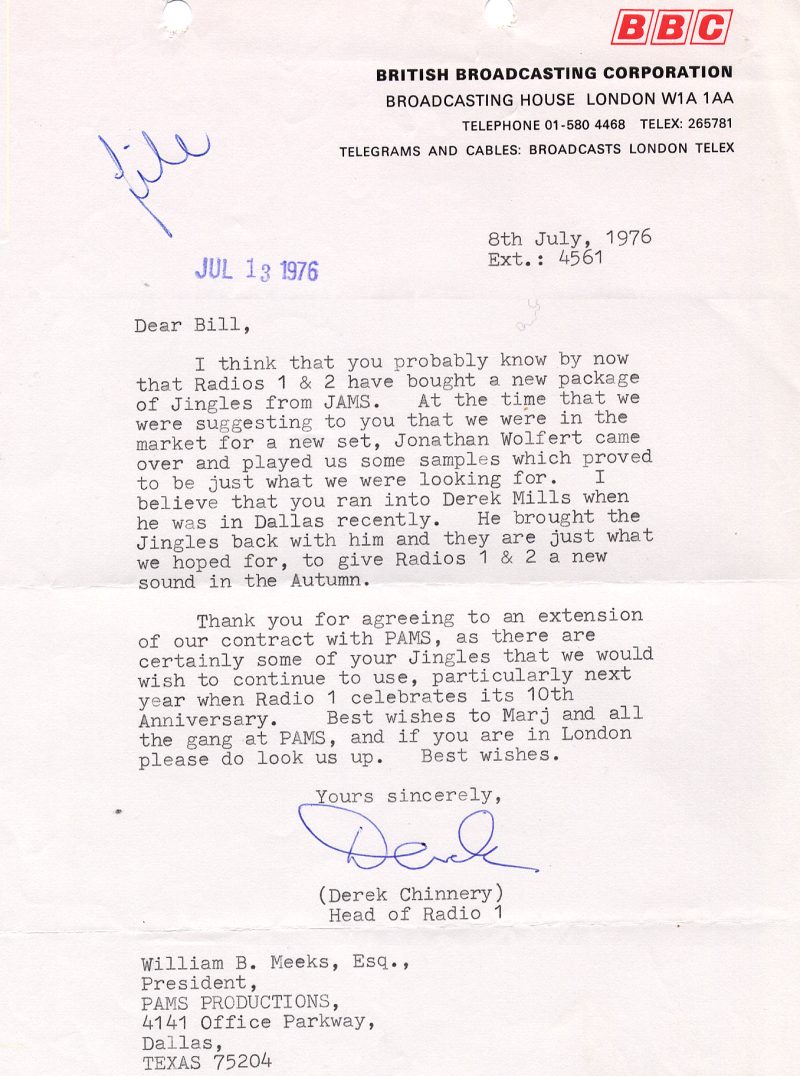 BBC
BRITISH BROADCASTING CORPORATION
BROADCASTING HOUSE LONDON W1A 1AA
TELEPHONE 01-580 4468 TELEX: 265781
TELEGRAMS AND CABLES: BROADCASTS LONDON TELEX
file
8th July, 1976
Ext.: 4561
JUL 13 1976
Dear Bill,
I think that you probably know by now
that Radios 1 & 2 have bought a new package
of Jingles from JAMS. At the time that we
were suggesting to you that we were in the
market for a new set, Jonathan Wolfert came
over and played us some samples which proved
to be just what we were looking for. I
believe that you ran into Derek Mills when
he was in Dallas recently. He brought the
Jingles back with him and they are just what
we hoped for, to give Radios 1 & 2 a new
sound in the Autumn.
Thank you for agreeing to an extension
of our contract with PAMS, as there are
certainly some of your Jingles that we would
wish to continue to use, particularly next
year when Radio 1 celebrates its 10th
Anniversary. Best wishes to Marj and all
the gang at PAMS, and if you are in London
please do look us up. Best wishes.
Yours sincerely,
Derek
(Derek Chinnery)
Head of Radio 1
William B. Meeks, Esq.,
President,
PAMS PRODUCTIONS,
4141 Office Parkway,
Dallas,
TEXAS 75204